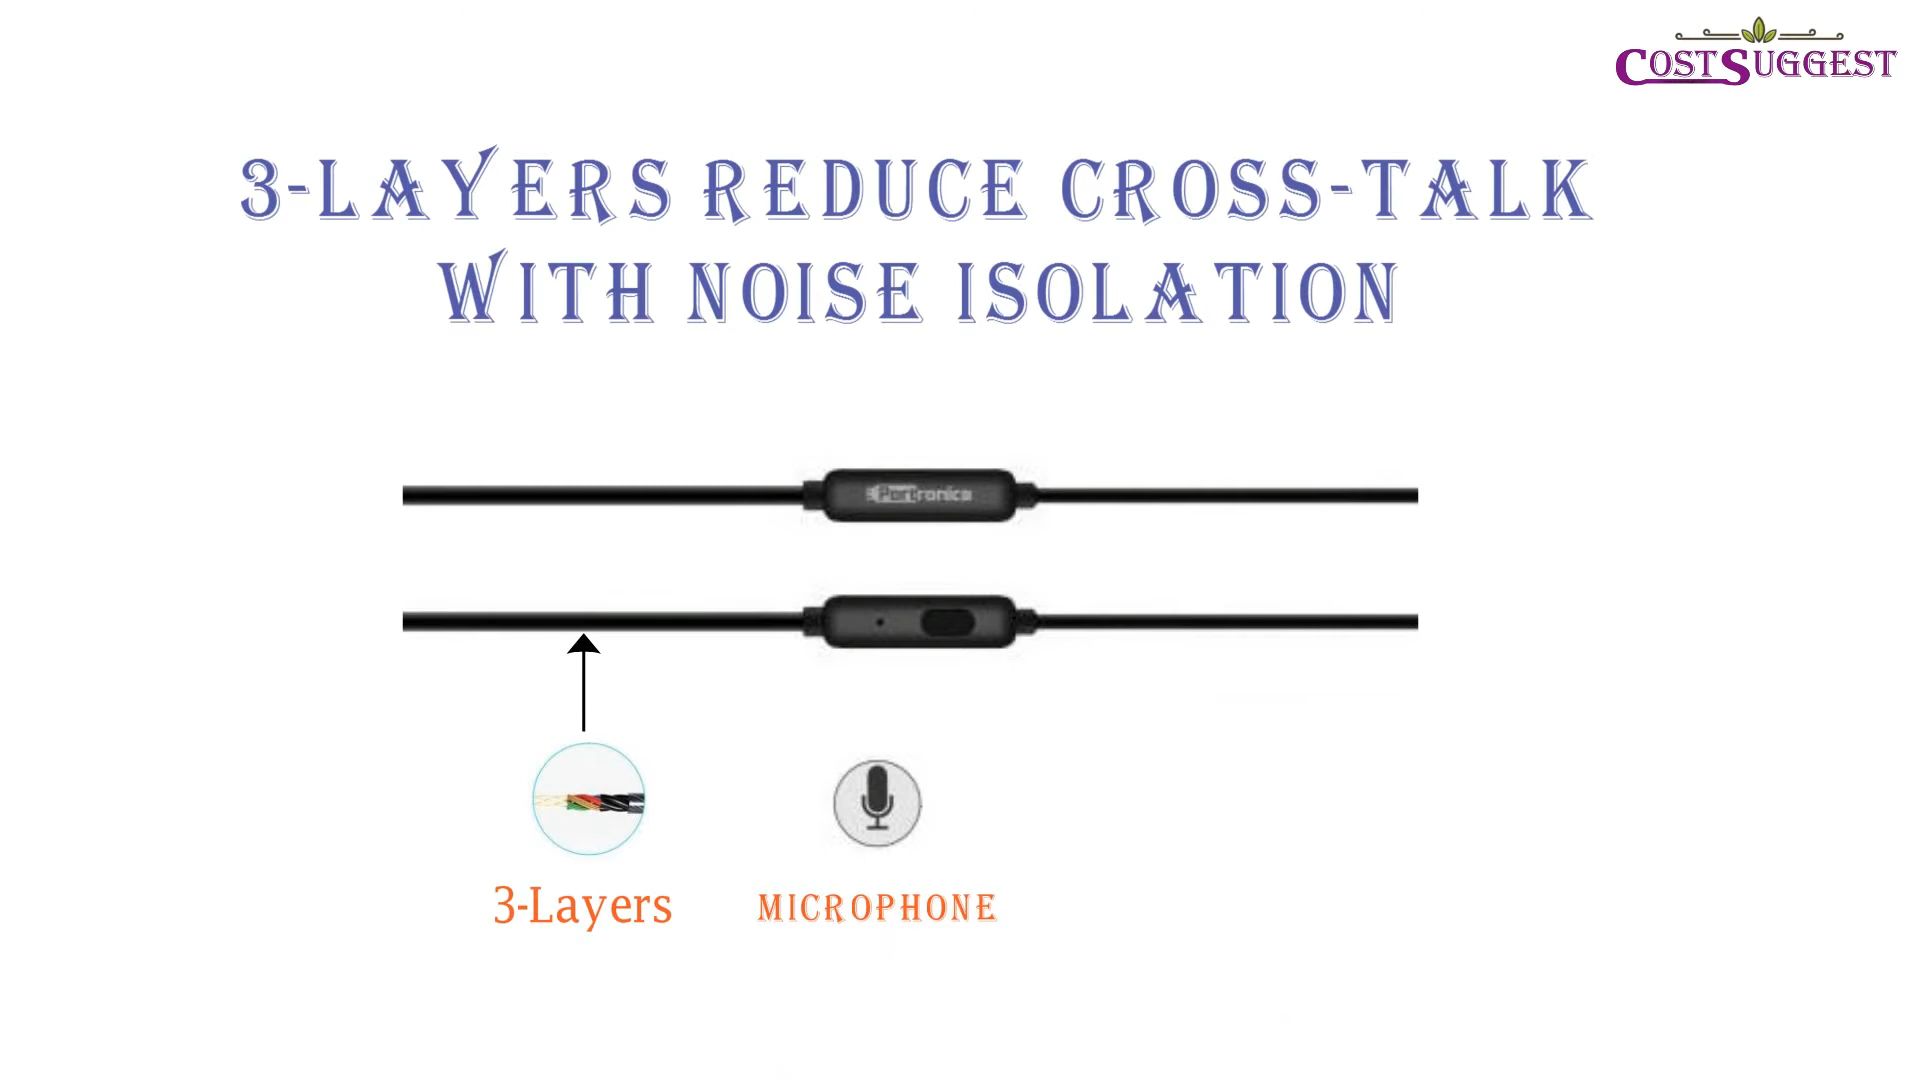 COSTSUGGEST
3-LAYERS REDUCE CROSS-TALK
WITH NOISE ISOLATION
Portronics
3-Layers
MICROPHONE